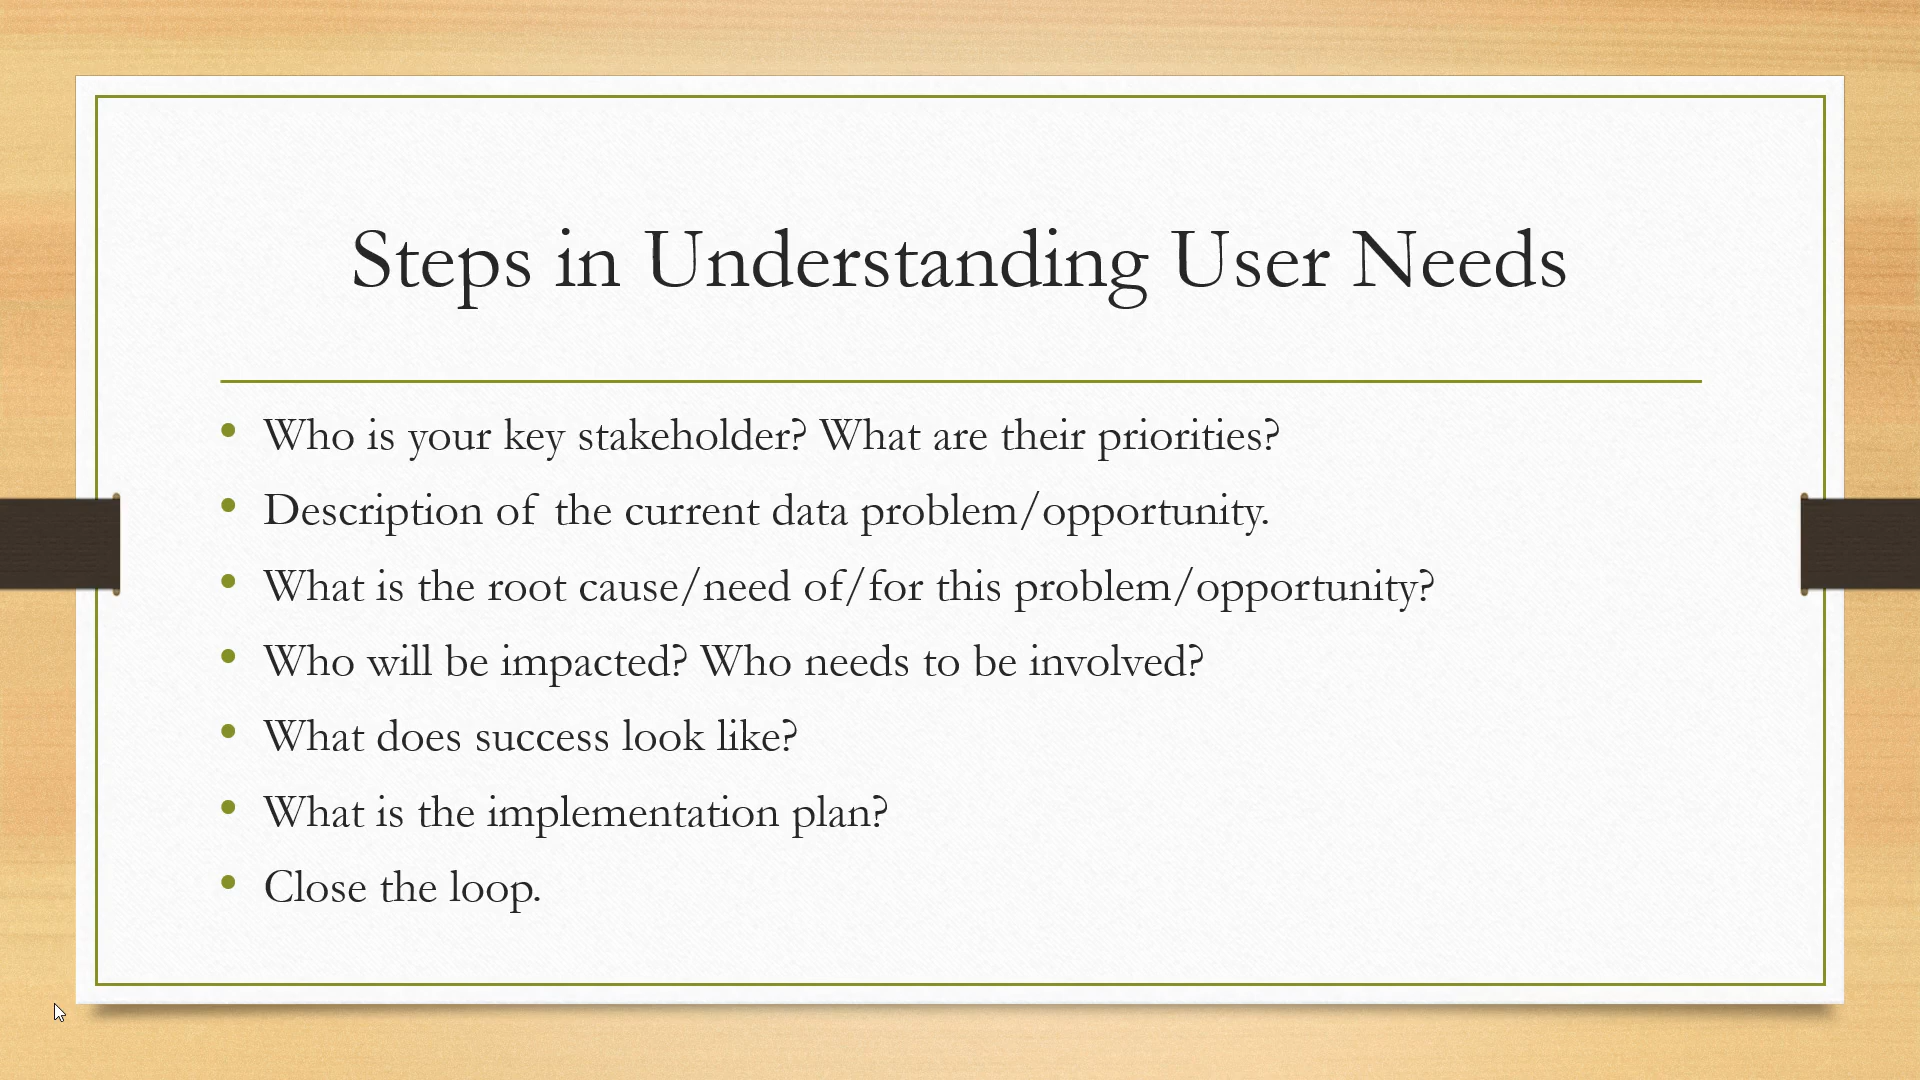 Steps in Understanding User Needs
• Who is your key stakeholder? What are their priorities?
• Description of the current data problem/opportunity.
• What is the root cause/need of/for this problem/opportunity?
• Who will be impacted? Who needs to be involved?
• What does success look like?
• What is the implementation plan?
• Close the loop.